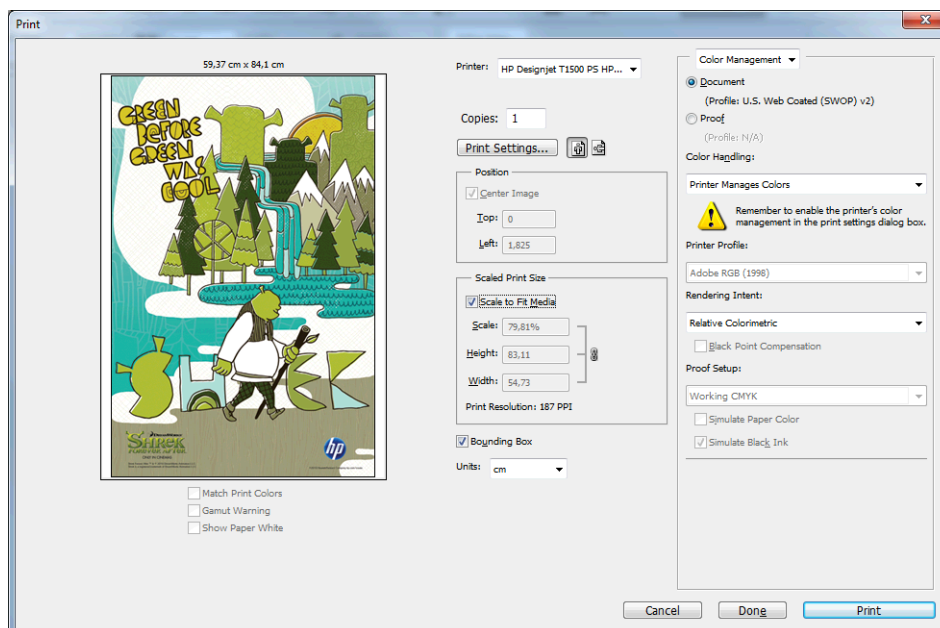 Print
59,37 cm x 84,1 cm
GREEN
BEFORE
GREEN
WAS
COOL
SHREK
DreamWorks
SHREK
FOREVER AFTER
hp
Match Print Colors
Gamut Warning
Show Paper White
Printer: HP Designjet T1500 PS HP...
Copies: 1
Print Settings...
Position
Center Image
Top: 0
Left: 1,825
Scaled Print Size
Scale to Fit Media
Scale: 79,81%
Height: 83,11
Width: 54,73
Print Resolution: 187 PPI
Bounding Box
Units: cm
Color Management
Document
(Profile: U.S. Web Coated (SWOP) v2)
Proof
(Profile: N/A)
Color Handling:
Printer Manages Colors
Remember to enable the printer's color
management in the print settings dialog box.
Printer Profile:
Adobe RGB (1998)
Rendering Intent:
Relative Colorimetric
Black Point Compensation
Proof Setup:
Working CMYK
Simulate Paper Color
Simulate Black Ink
Cancel
Done
Print